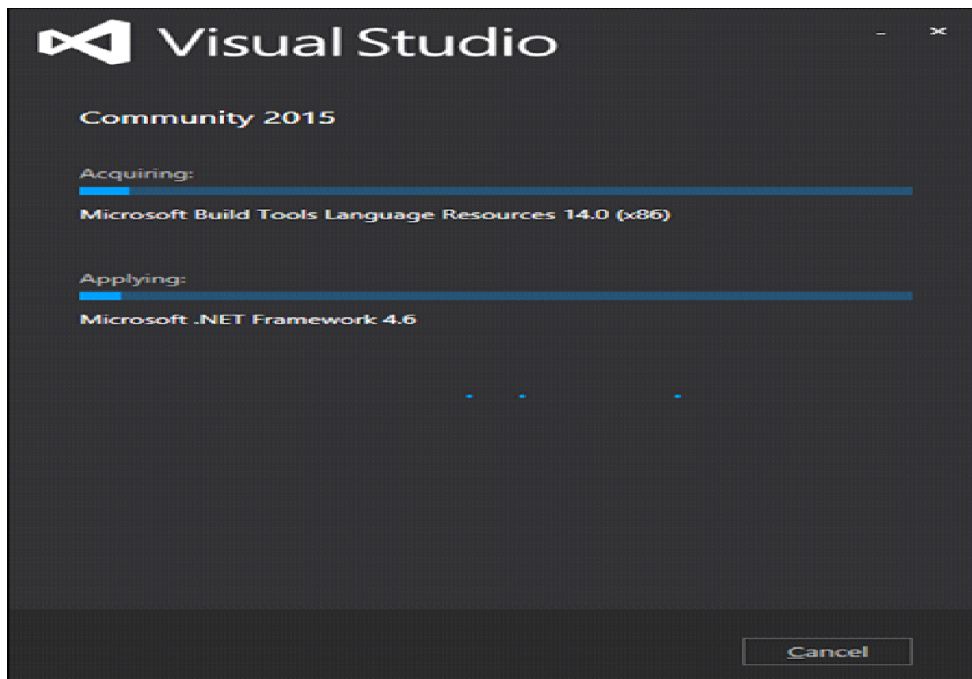 Visual Studio
Community 2015
Acquiring:
Microsoft Build Tools Language Resources 14.0 (x86)
Applying:
Microsoft .NET Framework 4.6
Cancel